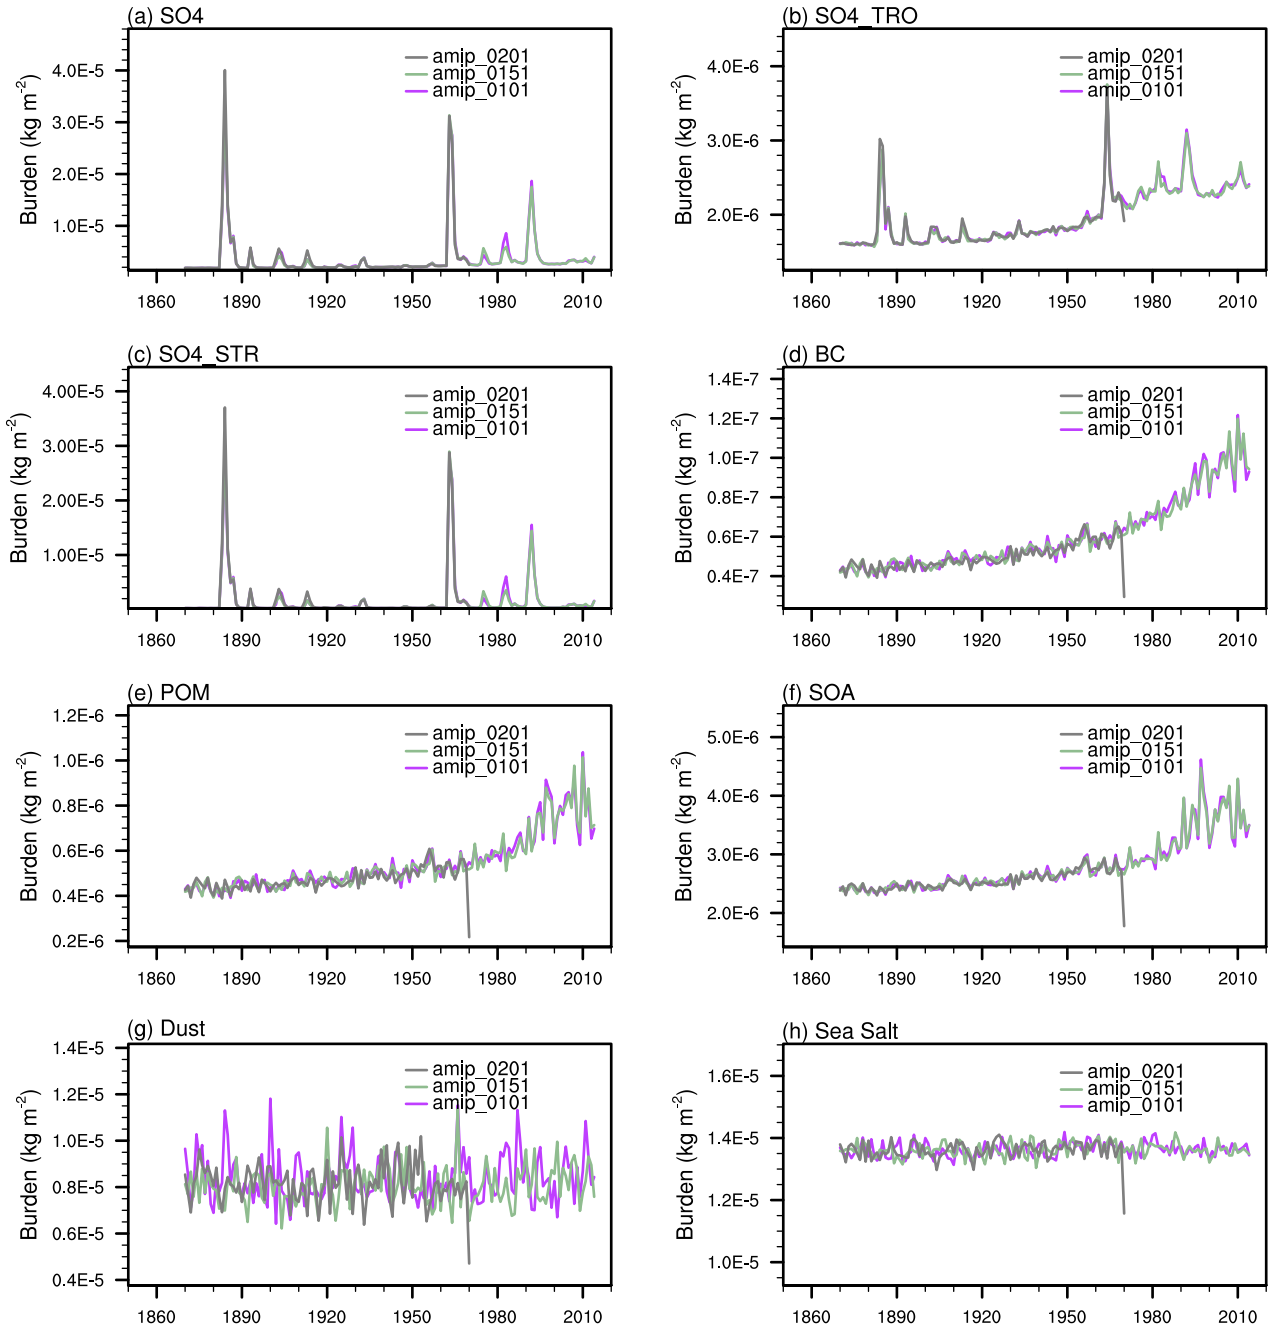 (a) SO4
amip_0201
amip_0151
amip_0101
Burden (kg m-2)
4.0E-5
3.0E-5
2.0E-5
1.0E-5
1860 1890 1920 1950 1980 2010
(b) SO4_TRO
amip_0201
amip_0151
amip_0101
Burden (kg m-2)
4.0E-6
3.0E-6
2.0E-6
1860 1890 1920 1950 1980 2010
(c) SO4_STR
amip_0201
amip_0151
amip_0101
Burden (kg m-2)
4.00E-5
3.00E-5
2.00E-5
1.00E-5
1860 1890 1920 1950 1980 2010
(d) BC
amip_0201
amip_0151
amip_0101
Burden (kg m-2)
1.4E-7
1.2E-7
1.0E-7
0.8E-7
0.6E-7
0.4E-7
1860 1890 1920 1950 1980 2010
(e) POM
amip_0201
amip_0151
amip_0101
Burden (kg m-2)
1.2E-6
1.0E-6
0.8E-6
0.6E-6
0.4E-6
0.2E-6
1860 1890 1920 1950 1980 2010
(f) SOA
amip_0201
amip_0151
amip_0101
Burden (kg m-2)
5.0E-6
4.0E-6
3.0E-6
2.0E-6
1860 1890 1920 1950 1980 2010
(g) Dust
amip_0201
amip_0151
amip_0101
Burden (kg m-2)
1.4E-5
1.2E-5
1.0E-5
0.8E-5
0.6E-5
0.4E-5
1860 1890 1920 1950 1980 2010
(h) Sea Salt
amip_0201
amip_0151
amip_0101
Burden (kg m-2)
1.6E-5
1.4E-5
1.2E-5
1.0E-5
1860 1890 1920 1950 1980 2010